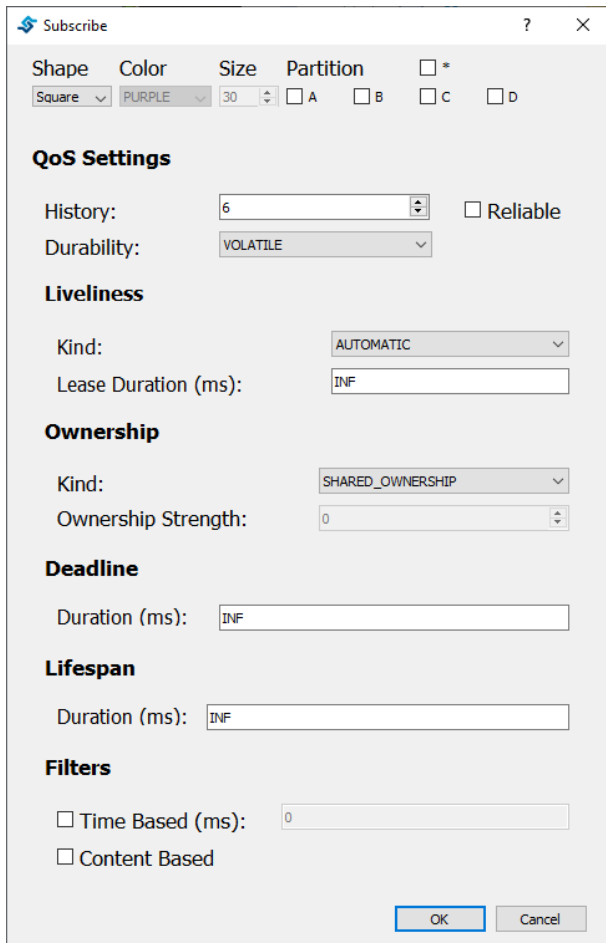 Subscribe ?
Shape Color Size Partition *
Square PURPLE 30 A B C D
QoS Settings
History: 6 Reliable
Durability: VOLATILE
Liveliness
Kind: AUTOMATIC
Lease Duration (ms): INF
Ownership
Kind: SHARED_OWNERSHIP
Ownership Strength: 0
Deadline
Duration (ms): INF
Lifespan
Duration (ms): INF
Filters
Time Based (ms): 0
Content Based
OK Cancel